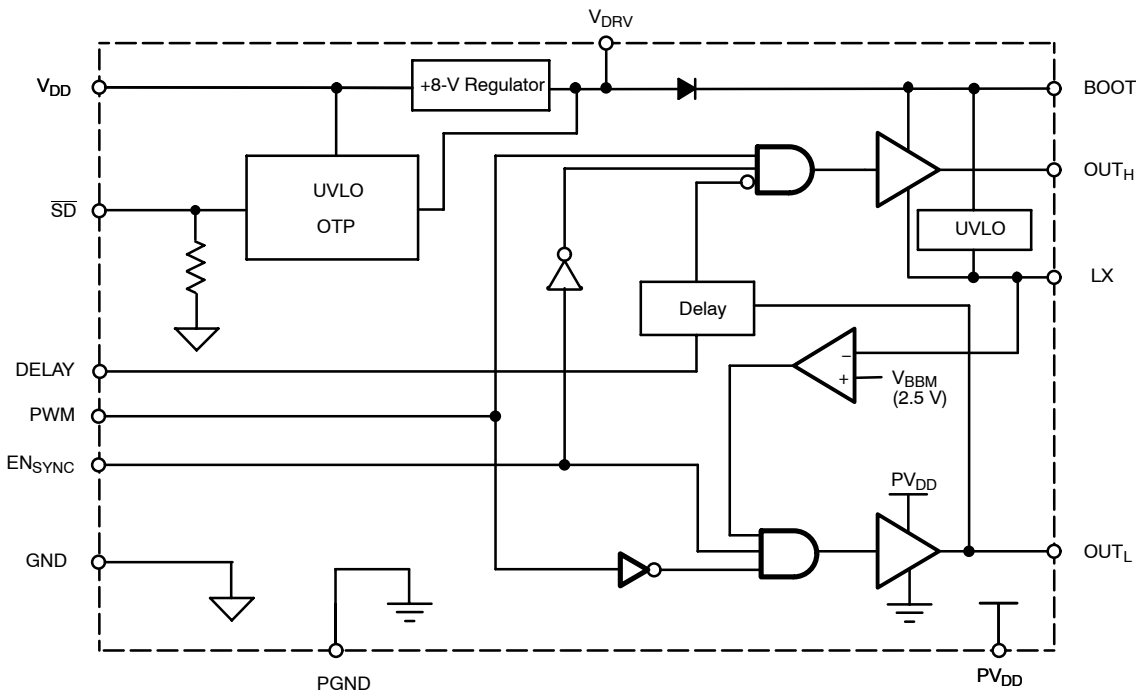 V_DRV
V_DD
+8-V Regulator
BOOT
UVLO
OTP
OUT_H
S̅D̅
UVLO
LX
Delay
DELAY
−
+
V_BBM
(2.5 V)
PWM
EN_SYNC
PV_DD
GND
OUT_L
PGND
PV_DD